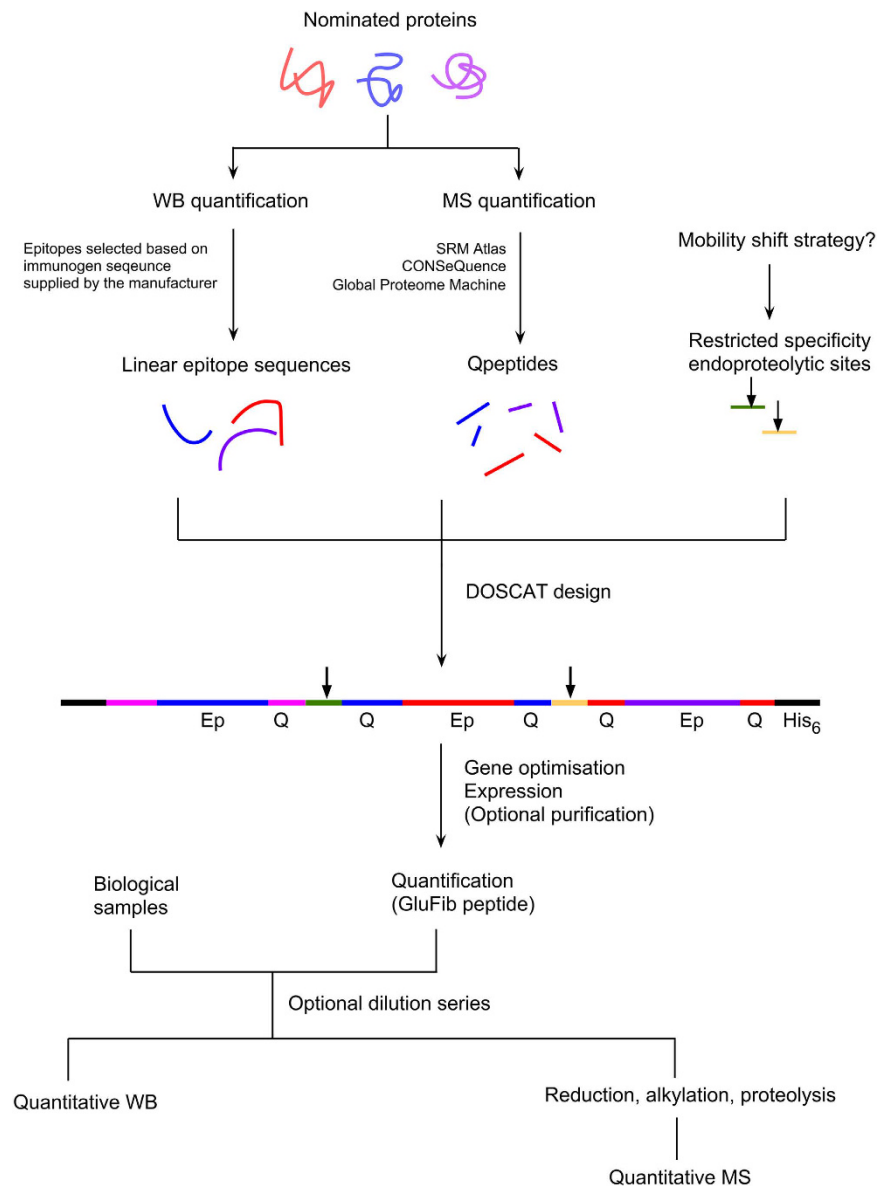 Nominated proteins
WB quantification
MS quantification
Epitopes selected based on
immunogen seqeunce
supplied by the manufacturer
SRM Atlas
CONSeQuence
Global Proteome Machine
Mobility shift strategy?
Linear epitope sequences
Qpeptides
Restricted specificity
endoproteolytic sites
DOSCAT design
Ep Q Q Ep Q Q Ep Q His6
Gene optimisation
Expression
(Optional purification)
Biological
samples
Quantification
(GluFib peptide)
Optional dilution series
Quantitative WB
Reduction, alkylation, proteolysis
Quantitative MS